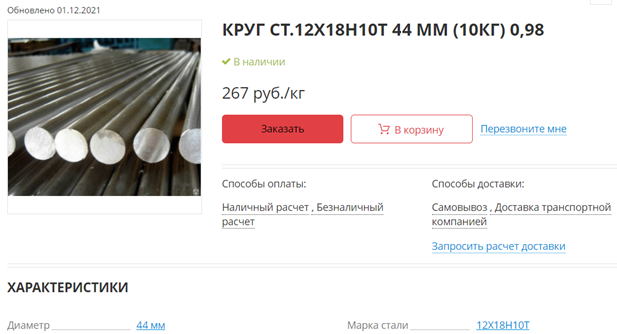 Обновлено 01.12.2021
КРУГ СТ.12Х18Н10Т 44 ММ (10КГ) 0,98
В наличии
267 руб./кг
Заказать
В корзину
Перезвоните мне
Способы оплаты:
Способы доставки:
Наличный расчет , Безналичный
расчет
Самовывоз , Доставка транспортной
компанией
Запросить расчет доставки
ХАРАКТЕРИСТИКИ
Диаметр 44 мм
Марка стали 12Х18Н10Т